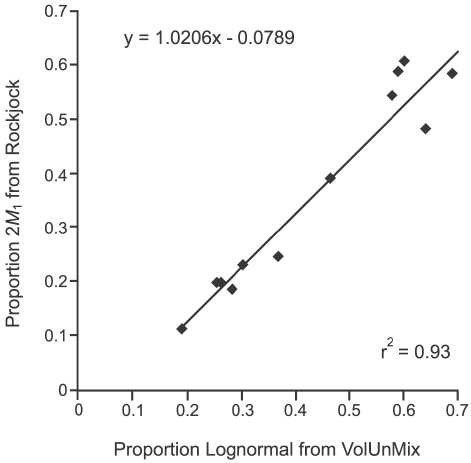 0.7
y = 1.0206x - 0.0789
0.6
0.5
0.4
0.3
0.2
0.1
0
Proportion 2M₁ from Rockjock
r² = 0.93
0 0.1 0.2 0.3 0.4 0.5 0.6 0.7
Proportion Lognormal from VolUnMix